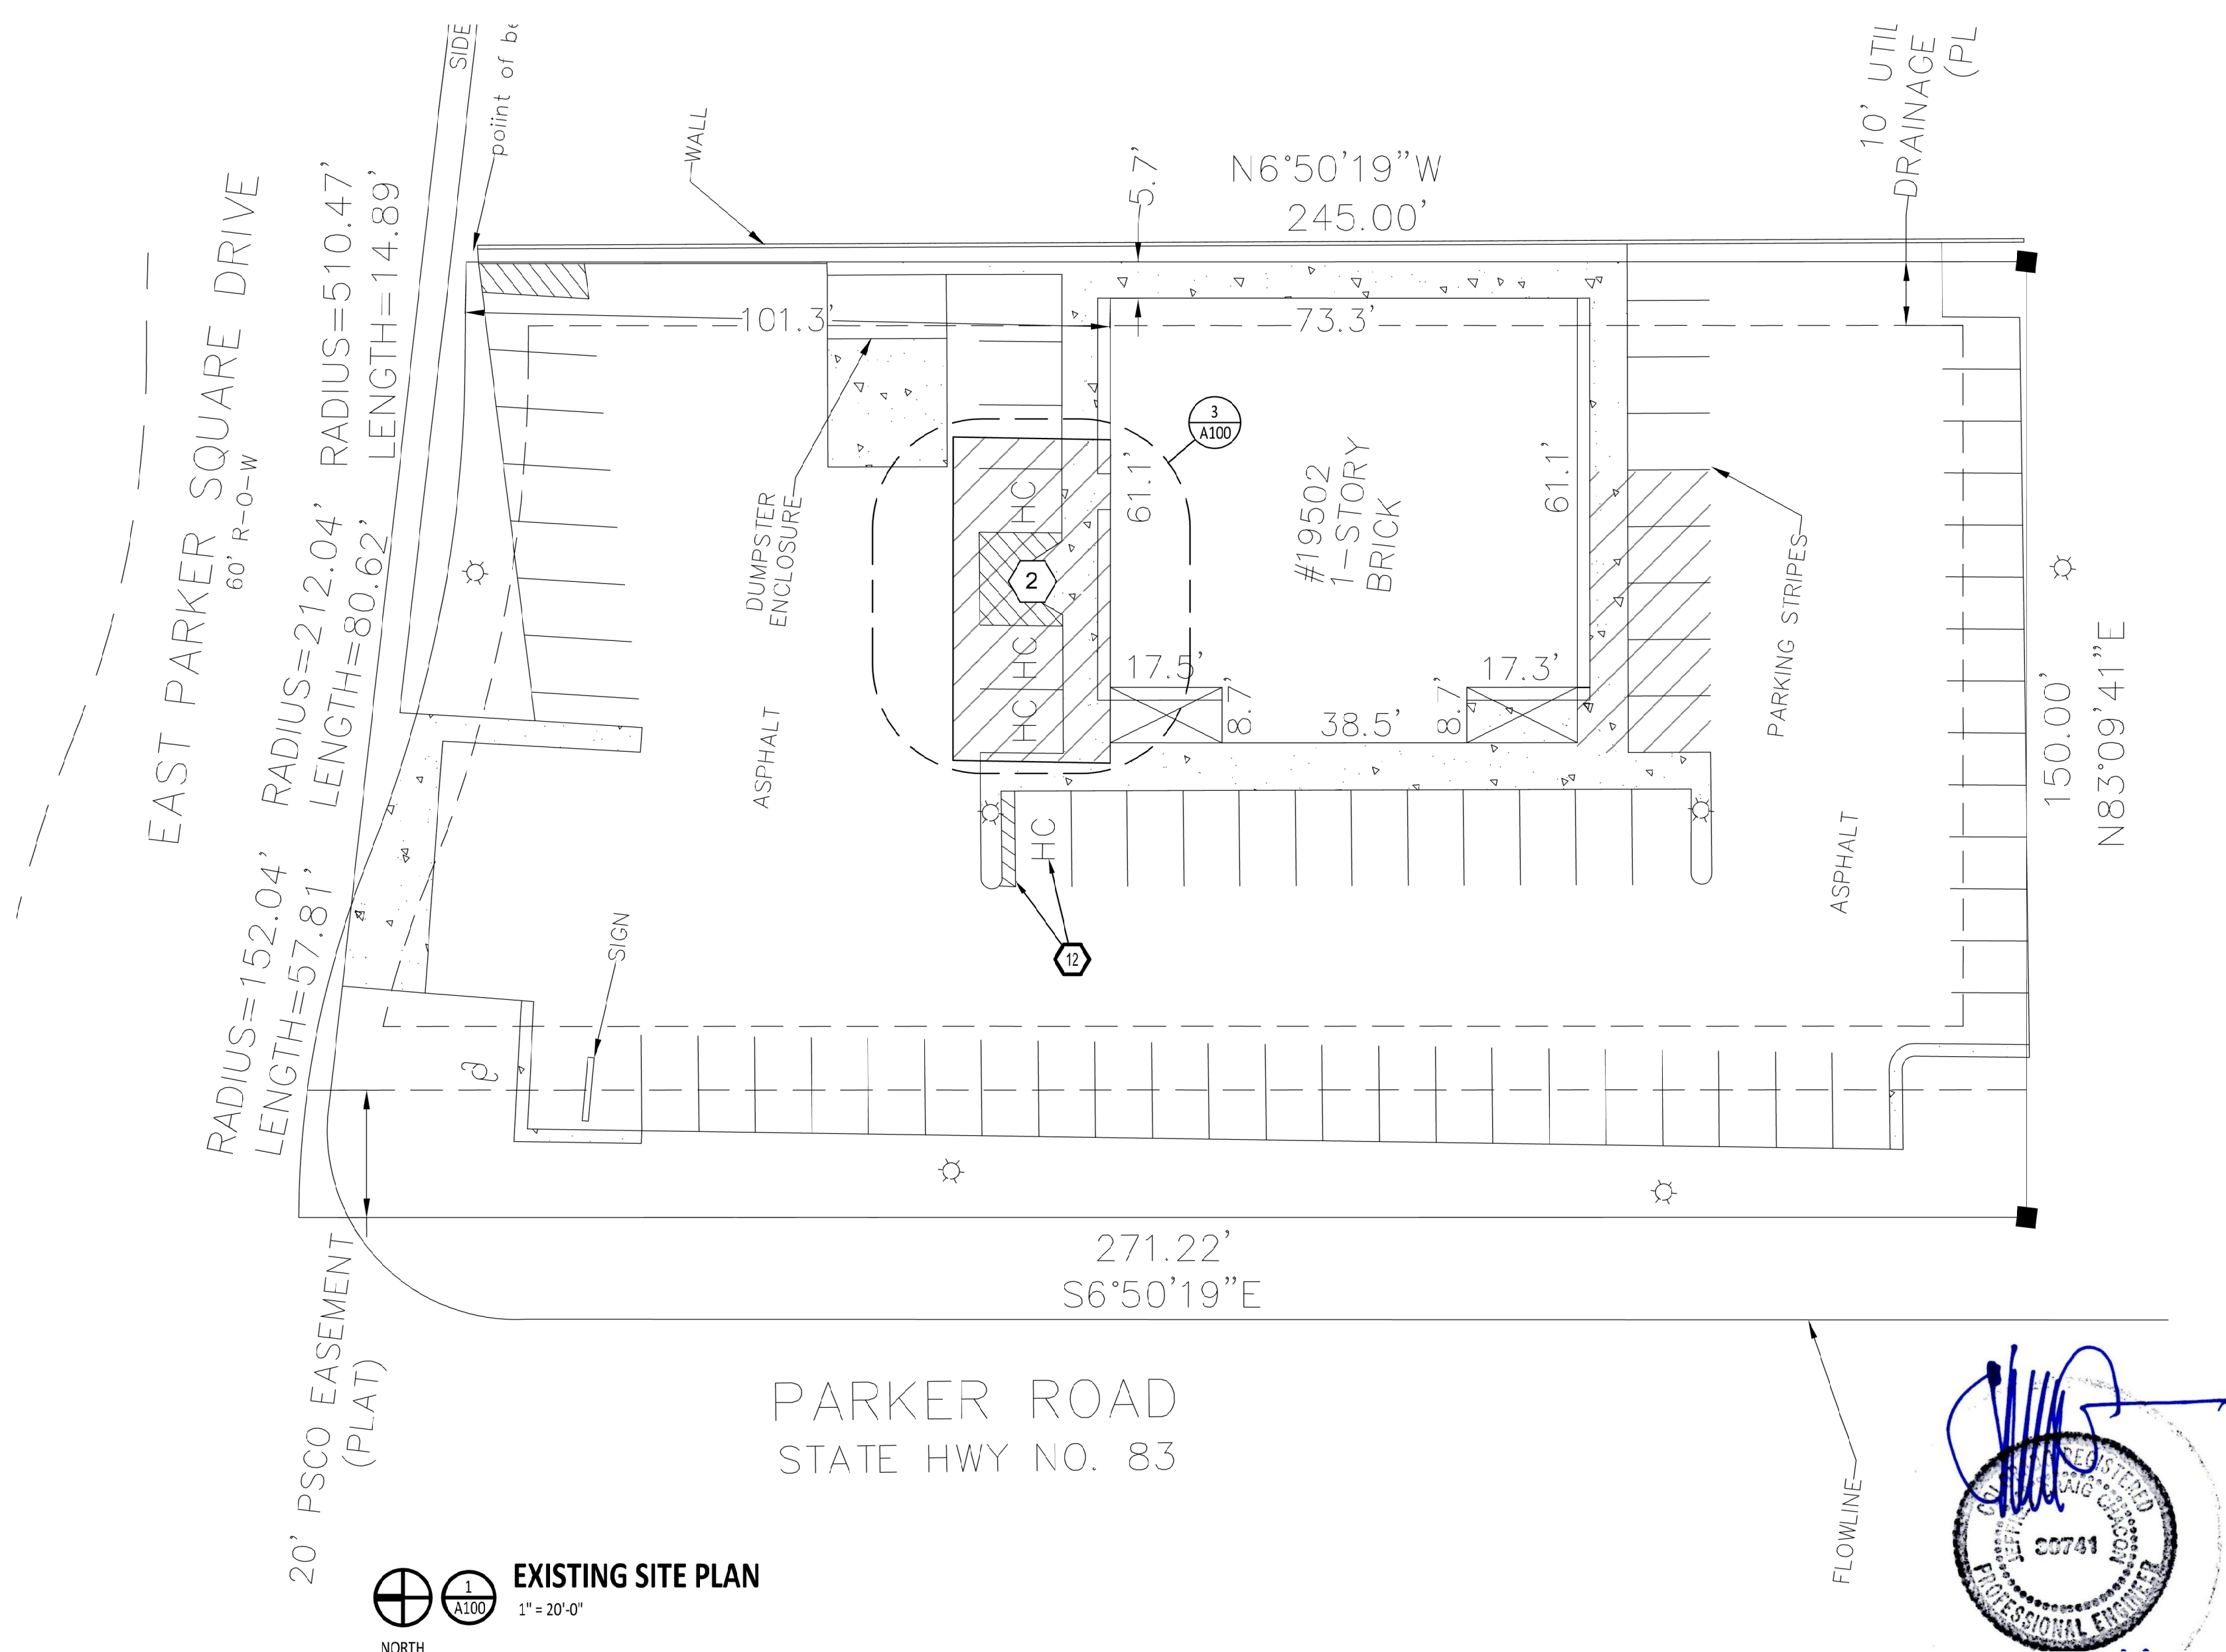 SIDE
poiint of be
WALL
N6°50'19"W
245.00'
5.7'
10' UTIL
DRAINAGE
(PL
EAST PARKER SQUARE DRIVE
60' R-O-W
RADIUS=510.47'
LENGTH=14.89'
RADIUS=212.04'
LENGTH=80.62'
RADIUS=152.04'
LENGTH=57.81'
101.3'
73.3'
3
A100
DUMPSTER
ENCLOSURE
HC
61.1'
#19502
1-STORY
BRICK
61.1'
2
HC
HC
17.5'
8.7'
38.5'
17.3'
8.7'
PARKING STRIPES
150.00'
N83°09'41"E
ASPHALT
HC
ASPHALT
12
SIGN
271.22'
S6°50'19"E
20' PSCO EASEMENT
(PLAT)
PARKER ROAD
STATE HWY NO. 83
FLOWLINE
REGISTERED
30741
PROFESSIONAL ENGINEER
1
A100
EXISTING SITE PLAN
1" = 20'-0"
NORTH